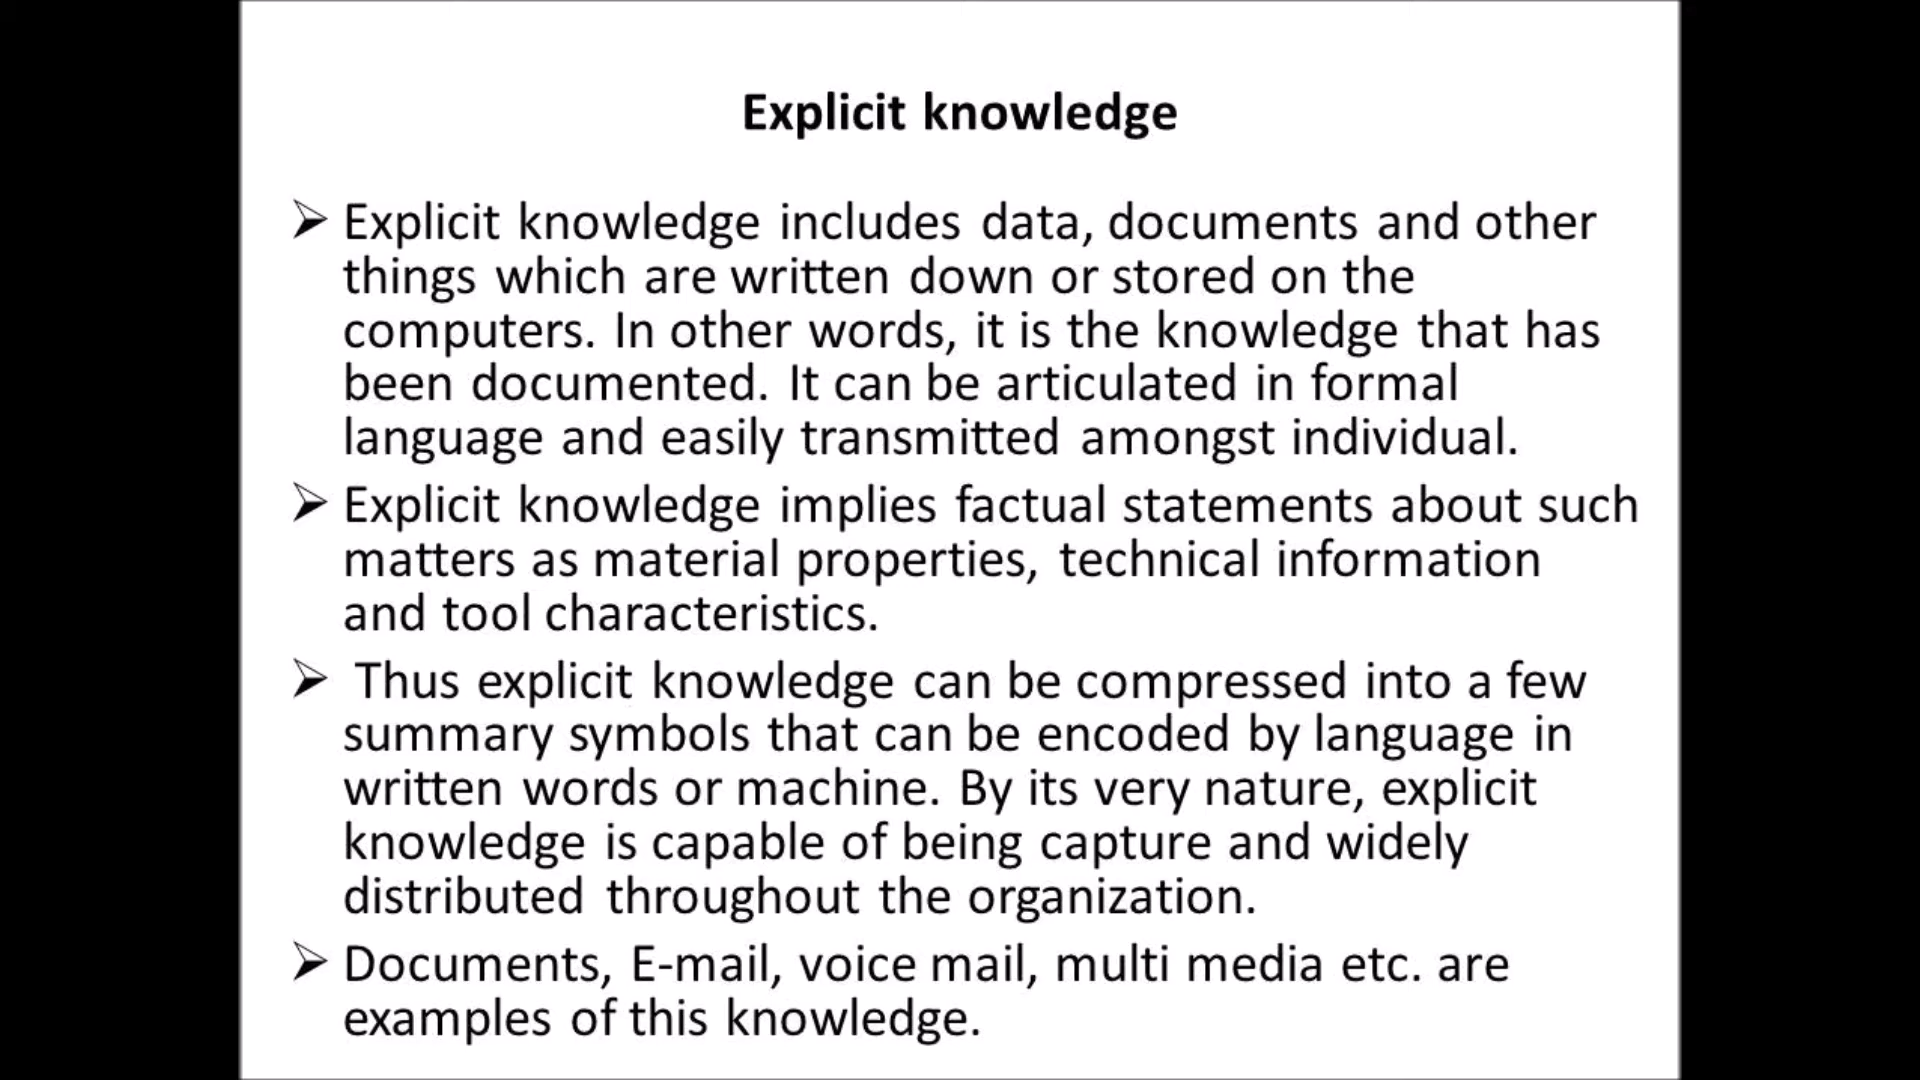 Explicit knowledge
➢ Explicit knowledge includes data, documents and other
things which are written down or stored on the
computers. In other words, it is the knowledge that has
been documented. It can be articulated in formal
language and easily transmitted amongst individual.
➢ Explicit knowledge implies factual statements about such
matters as material properties, technical information
and tool characteristics.
➢ Thus explicit knowledge can be compressed into a few
summary symbols that can be encoded by language in
written words or machine. By its very nature, explicit
knowledge is capable of being capture and widely
distributed throughout the organization.
➢ Documents, E-mail, voice mail, multi media etc. are
examples of this knowledge.